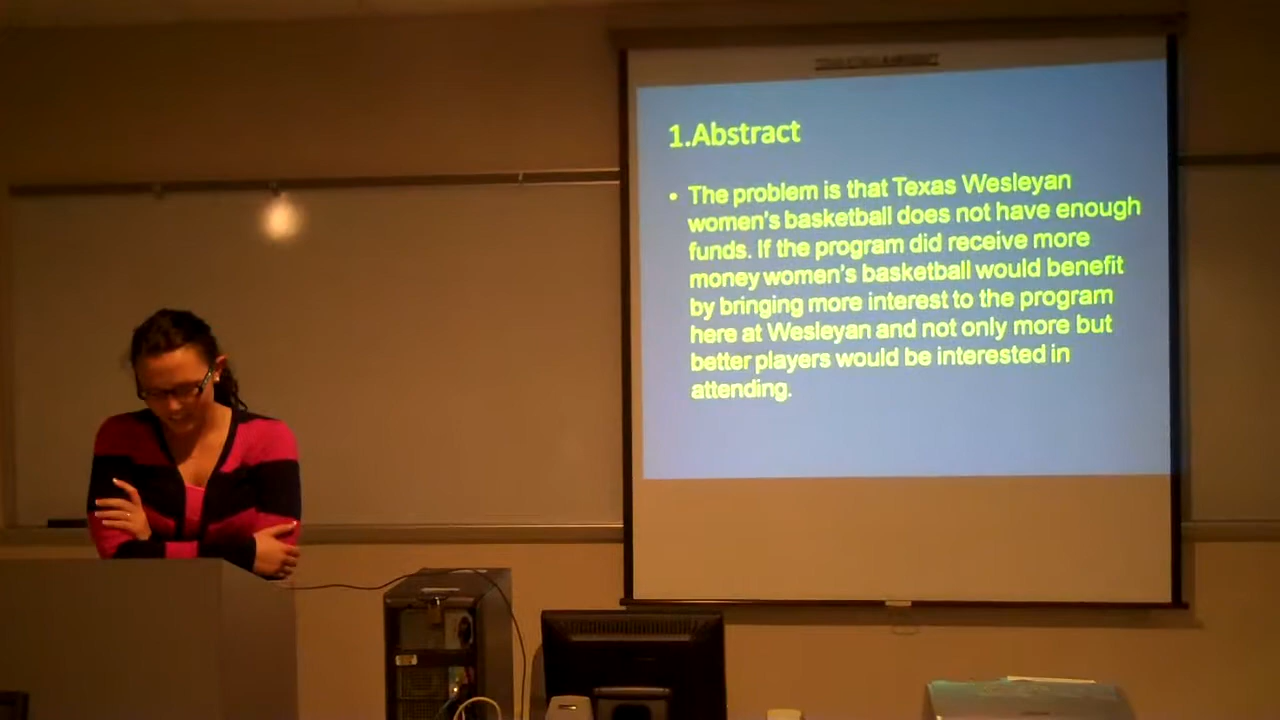 1.Abstract
• The problem is that Texas Wesleyan
women's basketball does not have enough
funds. If the program did receive more
money women's basketball would benefit
by bringing more interest to the program
here at Wesleyan and not only more but
better players would be interested in
attending.